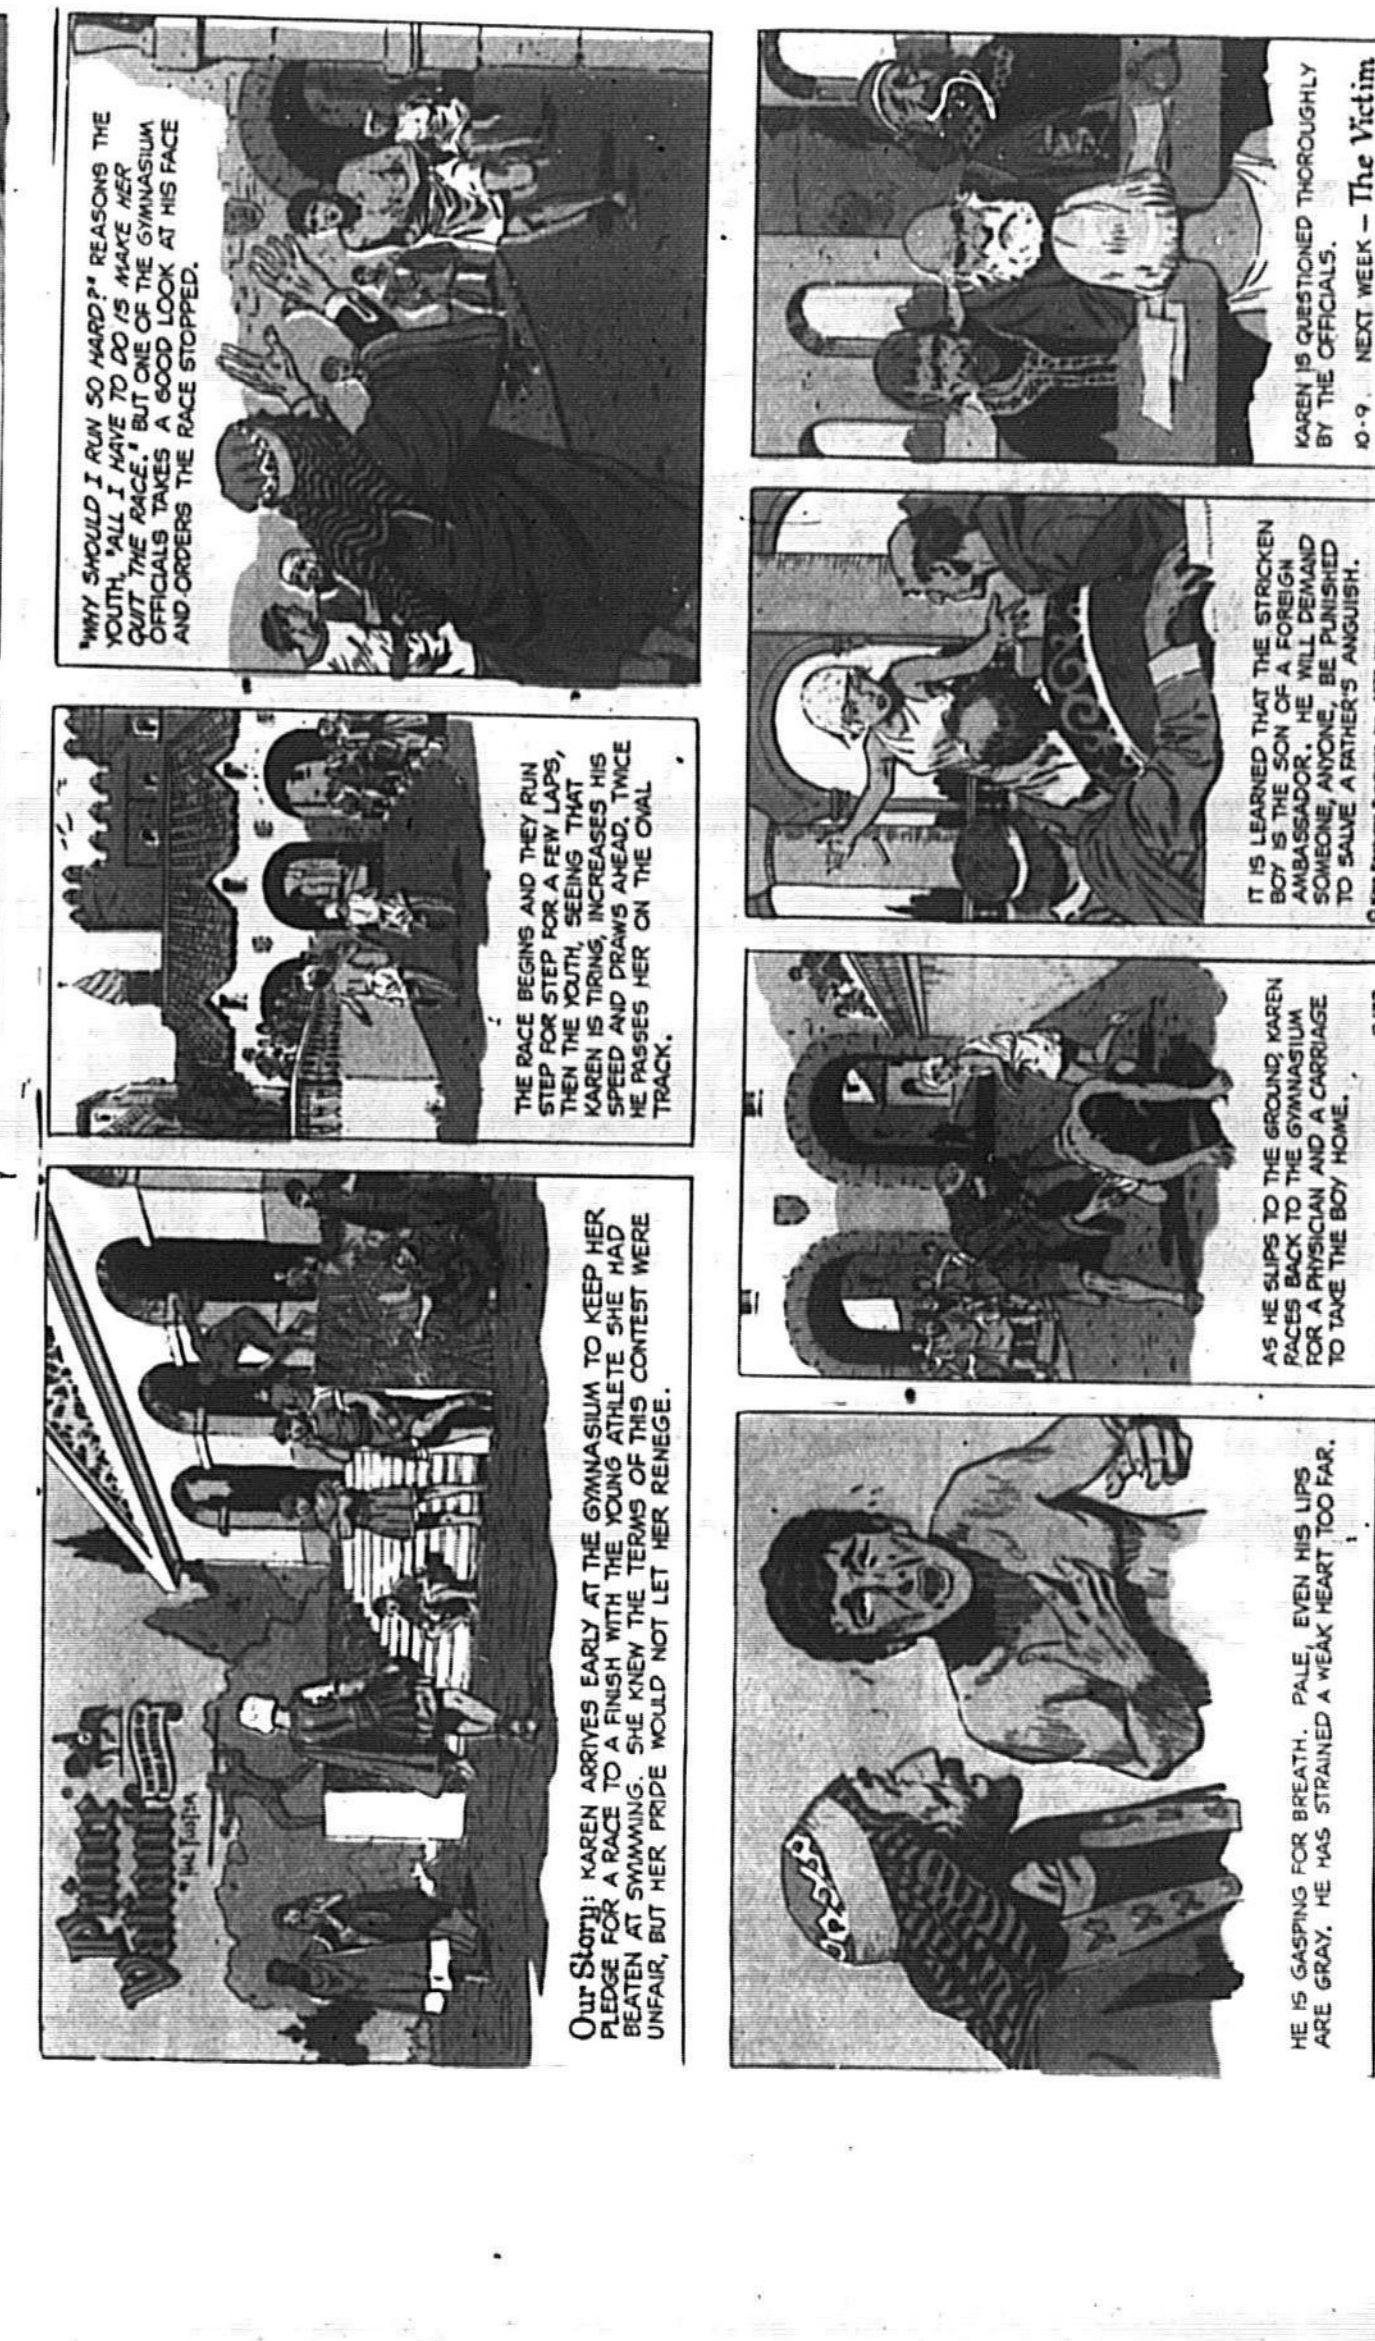 Prince
Valiant
Our Story: KAREN ARRIVES EARLY AT THE GYMNASIUM TO KEEP HER
PLEDGE FOR A RACE TO A FINISH WITH THE YOUNG ATHLETE SHE HAD
BEATEN AT SWIMMING. SHE KNEW THE TERMS OF THIS CONTEST WERE
UNFAIR, BUT HER PRIDE WOULD NOT LET HER RENEGE.
THE RACE BEGINS AND THEY RUN
STEP FOR STEP FOR A FEW LAPS,
THEN THE YOUTH, SEEING THAT
KAREN IS TIRING, INCREASES HIS
SPEED AND DRAWS AHEAD. TWICE
HE PASSES HER ON THE OVAL
TRACK.
"WHY SHOULD I RUN SO HARD?" REASONS THE
YOUTH, "ALL I HAVE TO DO IS MAKE HER
QUIT THE RACE." BUT ONE OF THE GYMNASIUM
OFFICIALS TAKES A GOOD LOOK AT HIS FACE
AND ORDERS THE RACE STOPPED.
HE IS GASPING FOR BREATH. PALE, EVEN HIS LIPS
ARE GRAY. HE HAS STRAINED A WEAK HEART TOO FAR.
AS HE SLIPS TO THE GROUND, KAREN
RACES BACK TO THE GYMNASIUM
FOR A PHYSICIAN AND A CARRIAGE
TO TAKE THE BOY HOME.
IT IS LEARNED THAT THE STRICKEN
BOY IS THE SON OF A FOREIGN
AMBASSADOR. HE WILL DEMAND
SOMEONE, ANYONE, BE PUNISHED
TO SALVE A FATHER'S ANGUISH.
KAREN IS QUESTIONED THOROUGHLY
BY THE OFFICIALS.
10-9 NEXT WEEK - The Victim